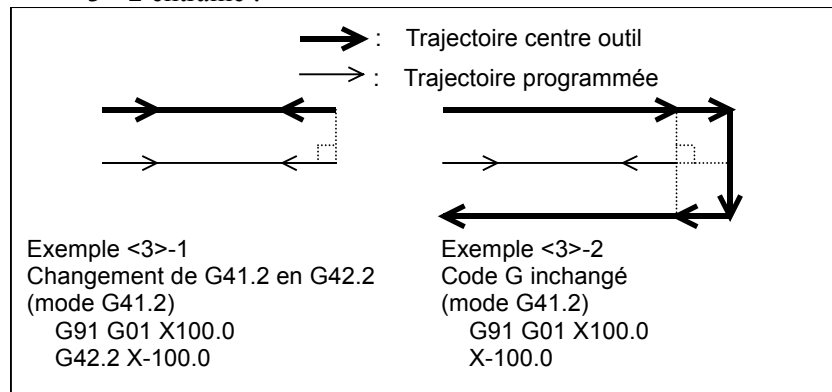 : Trajectoire centre outil
: Trajectoire programmée
Exemple <3>-1
Changement de G41.2 en G42.2
(mode G41.2)
G91 G01 X100.0
G42.2 X-100.0
Exemple <3>-2
Code G inchangé
(mode G41.2)
G91 G01 X100.0
X-100.0